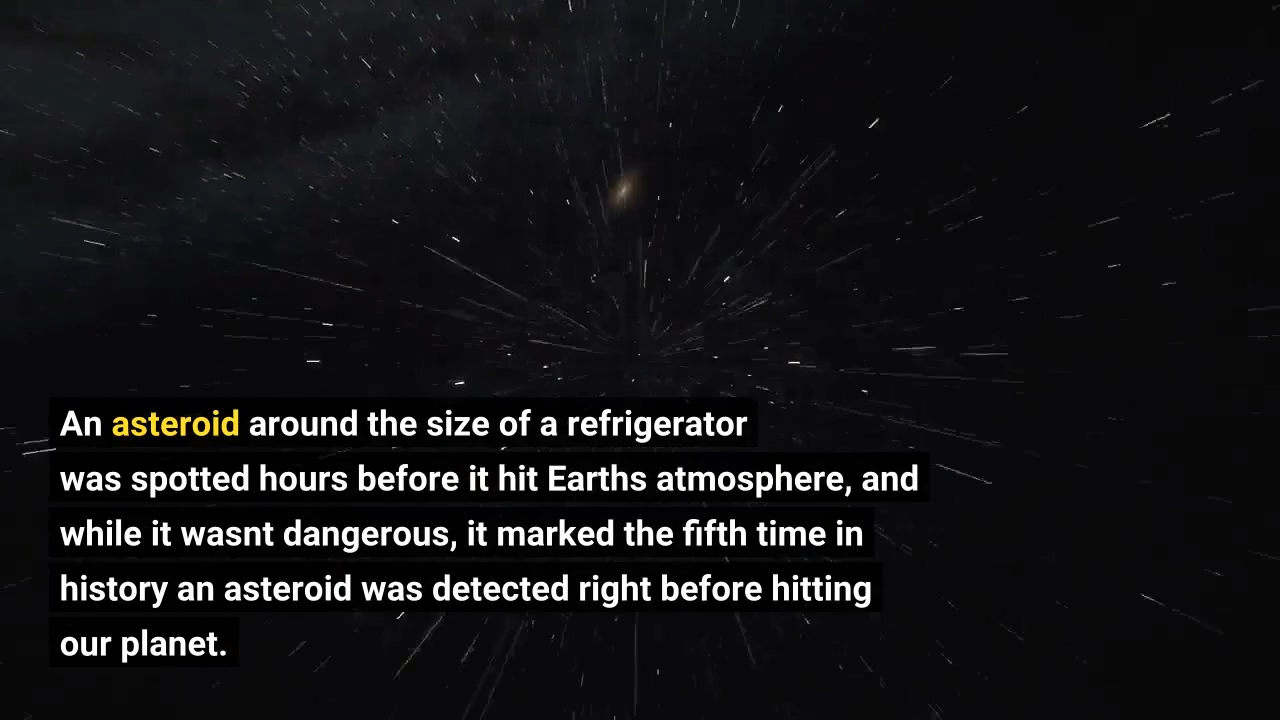 An asteroid around the size of a refrigerator
was spotted hours before it hit Earths atmosphere, and
while it wasnt dangerous, it marked the fifth time in
history an asteroid was detected right before hitting
our planet.